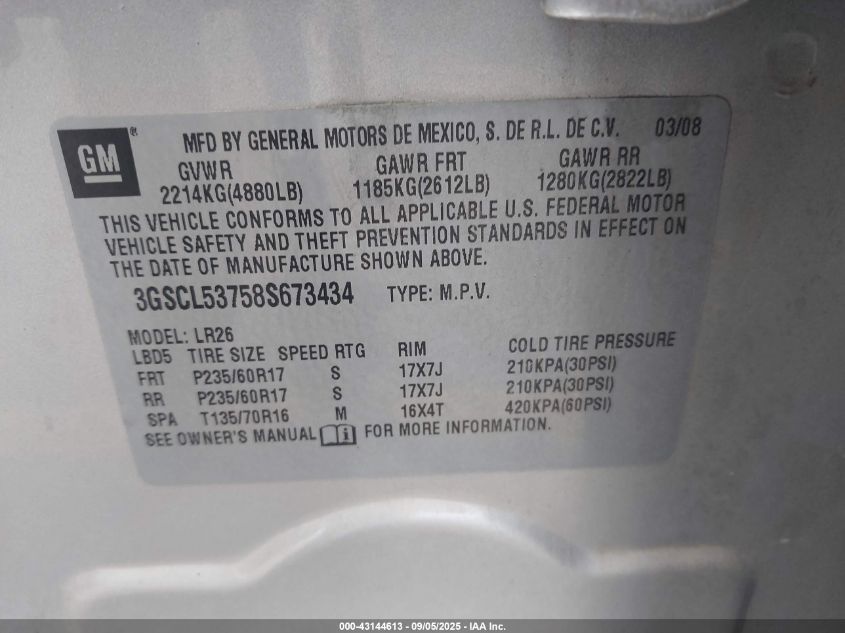 GM®
MFD BY GENERAL MOTORS DE MEXICO, S. DE R.L. DE C.V. 03/08
GVWR GAWR FRT GAWR RR
2214KG(4880LB) 1185KG(2612LB) 1280KG(2822LB)
THIS VEHICLE CONFORMS TO ALL APPLICABLE U.S. FEDERAL MOTOR
VEHICLE SAFETY AND THEFT PREVENTION STANDARDS IN EFFECT ON
THE DATE OF MANUFACTURE SHOWN ABOVE.
3GSCL53758S673434 TYPE: M.P.V.
MODEL: LR26
LBD5 TIRE SIZE SPEED RTG RIM COLD TIRE PRESSURE
FRT P235/60R17 S 17X7J 210KPA(30PSI)
RR P235/60R17 S 17X7J 210KPA(30PSI)
SPA T135/70R16 M 16X4T 420KPA(60PSI)
SEE OWNER'S MANUAL i FOR MORE INFORMATION.
000-43144613 - 09/05/2025 - IAA Inc.